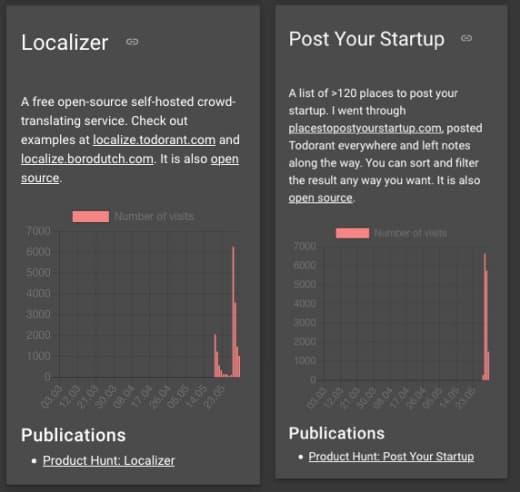 Localizer
A free open-source self-hosted crowd-
translating service. Check out
examples at localize.todorant.com and
localize.borodutch.com. It is also open
source.
Number of visits
7000
6000
5000
4000
3000
2000
1000
0
03.03
12.03
21.03
30.03
08.04
17.04
26.04
05.05
14.05
23.05
Publications
Product Hunt: Localizer
Post Your Startup
A list of >120 places to post your
startup. I went through
placestopostyourstartup.com, posted
Todorant everywhere and left notes
along the way. You can sort and filter
the result any way you want. It is also
open source.
Number of visits
7000
6000
5000
4000
3000
2000
1000
0
03.03
12.03
21.03
30.03
08.04
17.04
26.04
05.05
14.05
23.05
Publications
Product Hunt: Post Your Startup